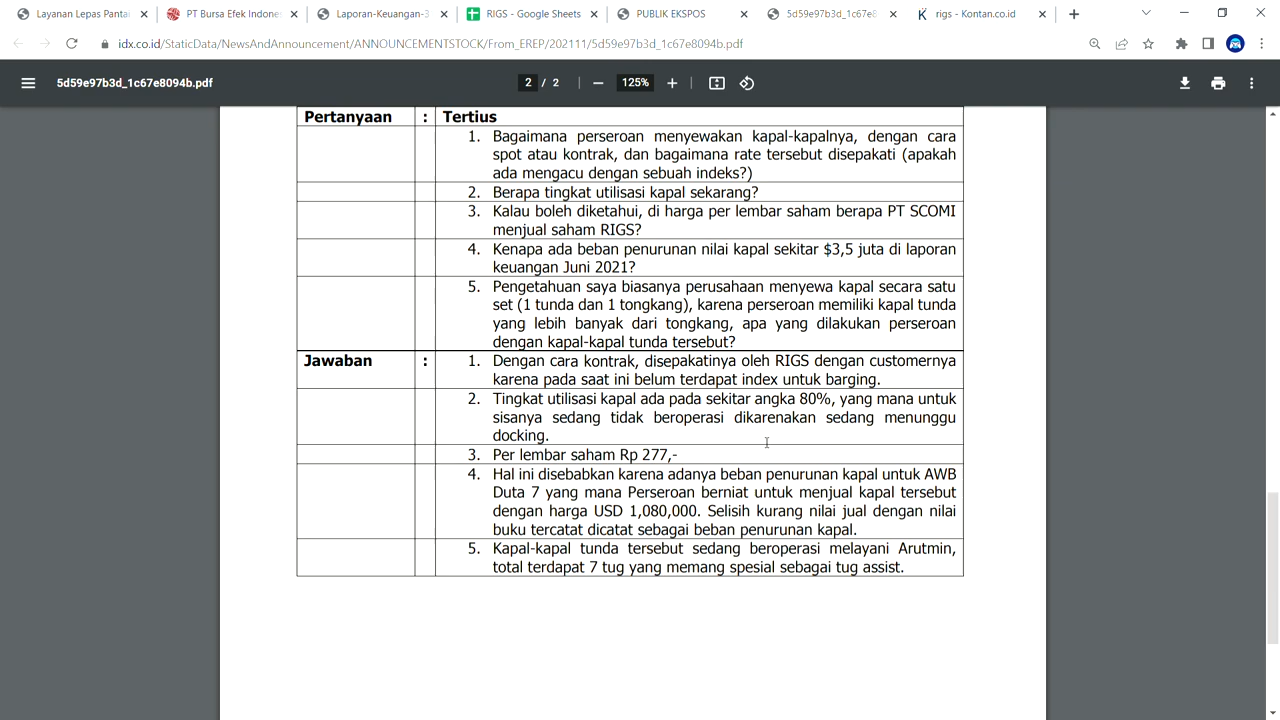 Layanan Lepas Pantai
PT Bursa Efek Indones
Laporan-Keuangan-3
RIGS - Google Sheets
PUBLIK EKSPOS
5d59e97b3d_1c67e8
rigs - Kontan.co.id
idx.co.id/StaticData/NewsAndAnnouncement/ANNOUNCEMENTSTOCK/From_EREP/202111/5d59e97b3d_1c67e8094b.pdf
5d59e97b3d_1c67e8094b.pdf
2 / 2
125%
Pertanyaan : Tertius
1. Bagaimana perseroan menyewakan kapal-kapalnya, dengan cara
spot atau kontrak, dan bagaimana rate tersebut disepakati (apakah
ada mengacu dengan sebuah indeks?)
2. Berapa tingkat utilisasi kapal sekarang?
3. Kalau boleh diketahui, di harga per lembar saham berapa PT SCOMI
menjual saham RIGS?
4. Kenapa ada beban penurunan nilai kapal sekitar $3,5 juta di laporan
keuangan Juni 2021?
5. Pengetahuan saya biasanya perusahaan menyewa kapal secara satu
set (1 tunda dan 1 tongkang), karena perseroan memiliki kapal tunda
yang lebih banyak dari tongkang, apa yang dilakukan perseroan
dengan kapal-kapal tunda tersebut?
Jawaban : 1. Dengan cara kontrak, disepakatinya oleh RIGS dengan customernya
karena pada saat ini belum terdapat index untuk barging.
2. Tingkat utilisasi kapal ada pada sekitar angka 80%, yang mana untuk
sisanya sedang tidak beroperasi dikarenakan sedang menunggu
docking.
3. Per lembar saham Rp 277,-
4. Hal ini disebabkan karena adanya beban penurunan kapal untuk AWB
Duta 7 yang mana Perseroan berniat untuk menjual kapal tersebut
dengan harga USD 1,080,000. Selisih kurang nilai jual dengan nilai
buku tercatat dicatat sebagai beban penurunan kapal.
5. Kapal-kapal tunda tersebut sedang beroperasi melayani Arutmin,
total terdapat 7 tug yang memang spesial sebagai tug assist.